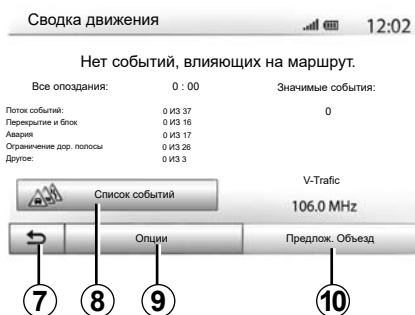 Сводка движения 12:02
Нет событий, влияющих на маршрут.
Все опоздания: 0 : 00 Значимые события:
Поток событий: 0 ИЗ 37 0
Перекрытие и блок 0 ИЗ 16
Авария 0 ИЗ 17
Ограничение дор. полосы 0 ИЗ 26
Другое: 0 ИЗ 3
Список событий V-Trafic
106.0 MHz
Опции Предлож. Объезд
7 8 9 10